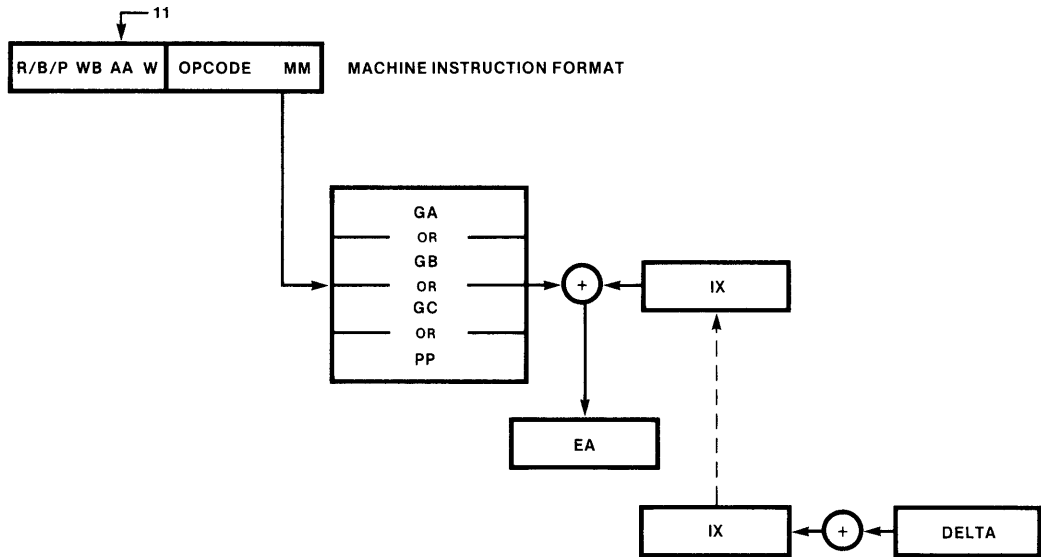 11
R/B/P WB AA W OPCODE MM MACHINE INSTRUCTION FORMAT
GA
OR
GB
OR
GC
OR
PP
+ IX
EA
IX + DELTA